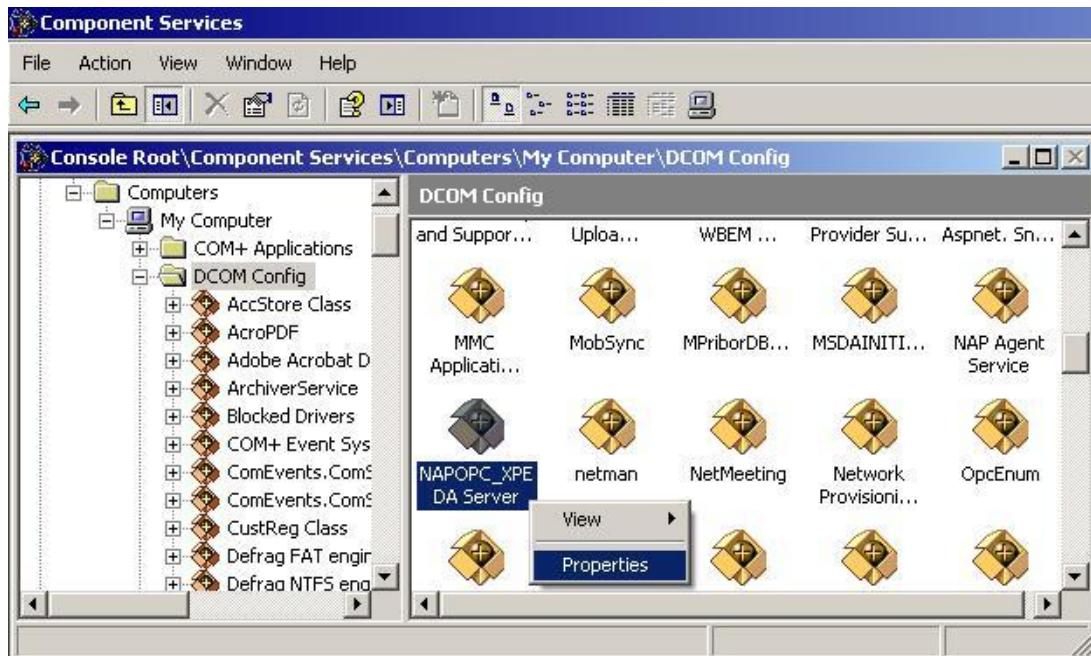 Component Services
File Action View Window Help
Console Root\Component Services\Computers\My Computer\DCOM Config
Computers
My Computer
COM+ Applications
DCOM Config
AccStore Class
AcroPDF
Adobe Acrobat D
ArchiverService
Blocked Drivers
COM+ Event Sys
ComEvents.ComS
ComEvents.ComS
CustReg Class
Defrag FAT engin
Defrag NTFS eng
DCOM Config
and Suppor... Uploa... WBEM ... Provider Su... Aspnet. Sn...
MMC Applicati...
MobSync
MPriborDB...
MSDAINITI...
NAP Agent
Service
NAPOPC_XPE
DA Server
netman
NetMeeting
Network
Provisioni...
OpcEnum
View
Properties